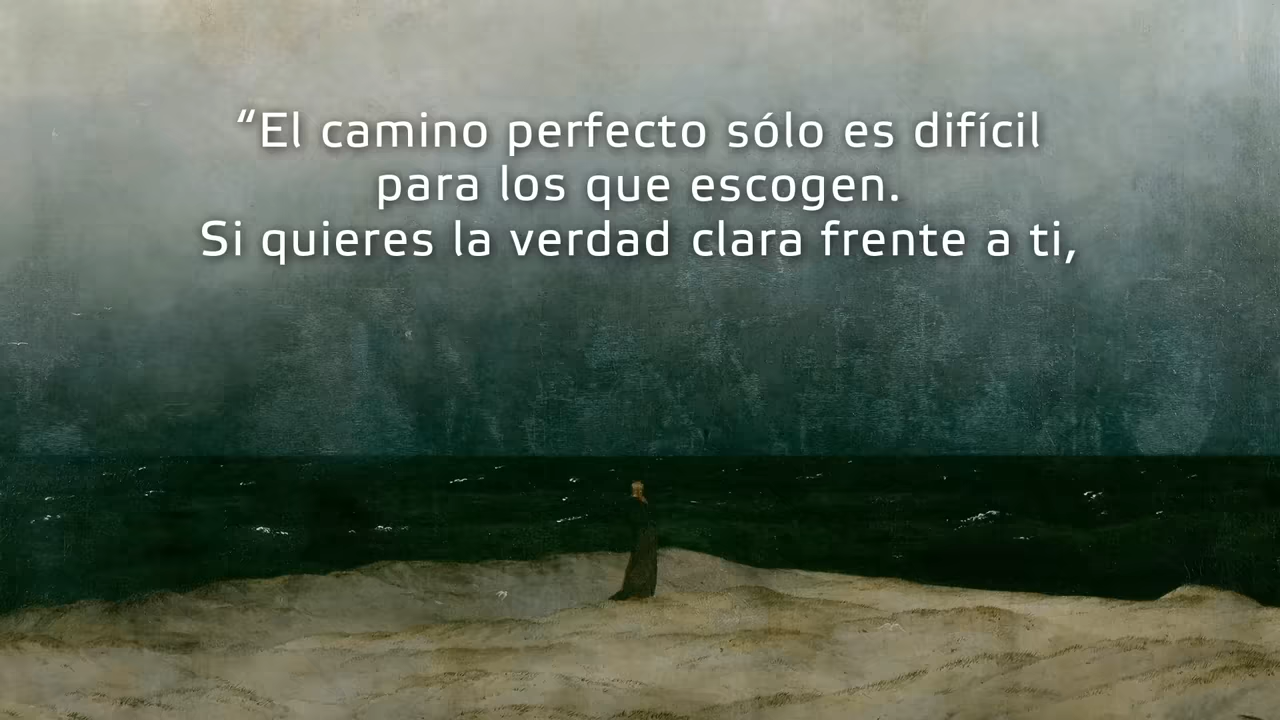 “El camino perfecto sólo es difícil
para los que escogen.
Si quieres la verdad clara frente a ti,